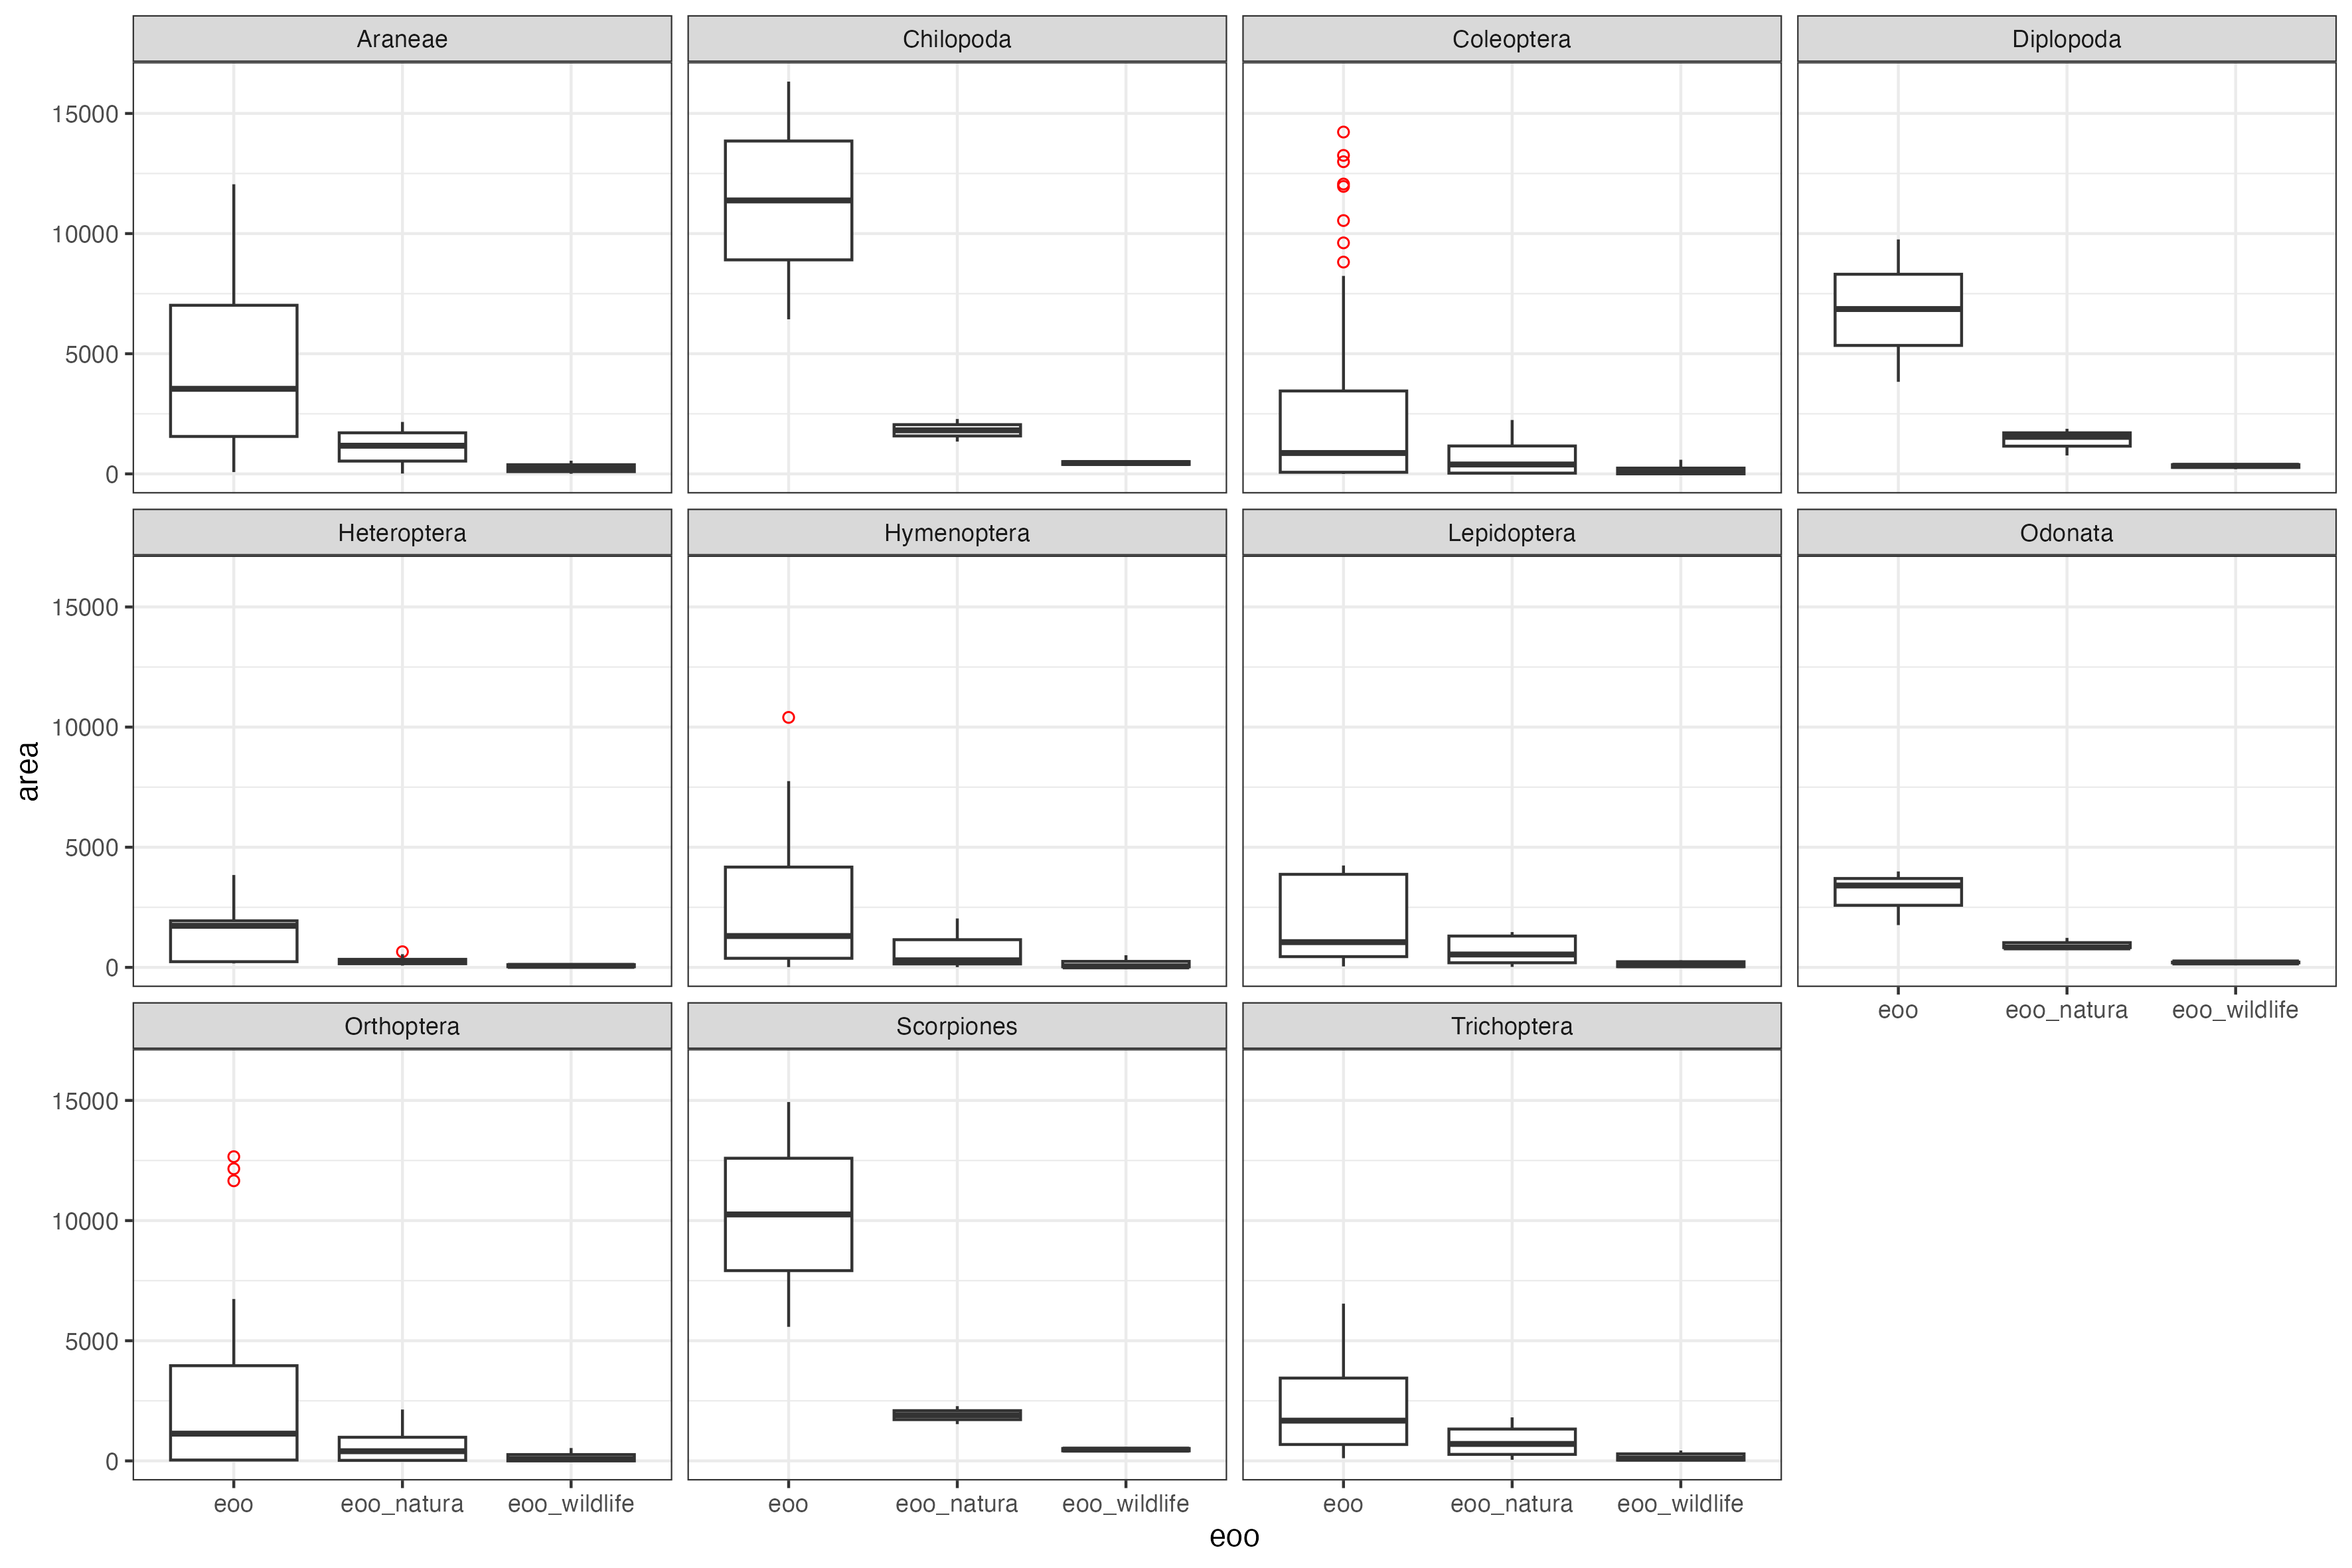 Araneae
Chilopoda
Coleoptera
Diplopoda
15000
10000
5000
0
Heteroptera
Hymenoptera
Lepidoptera
Odonata
15000
10000
5000
0
eoo eoo_natura eoo_wildlife
Orthoptera
Scorpiones
Trichoptera
15000
10000
5000
0
eoo eoo_natura eoo_wildlife
eoo eoo_natura eoo_wildlife
eoo eoo_natura eoo_wildlife
eoo
area